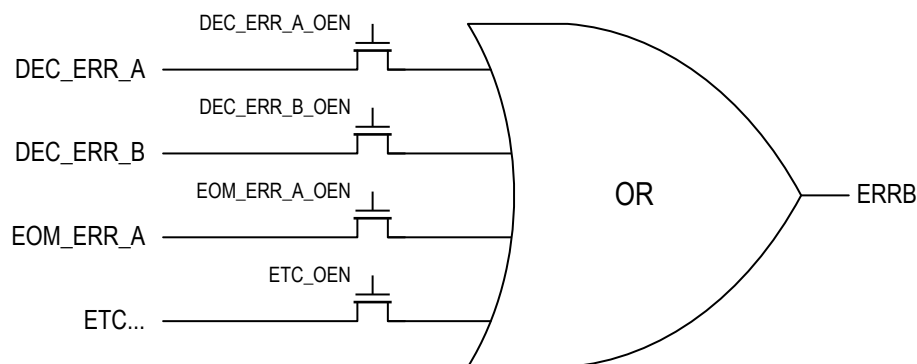 DEC_ERR_A_OEN
DEC_ERR_A
DEC_ERR_B_OEN
DEC_ERR_B
EOM_ERR_A_OEN
OR
ERRB
EOM_ERR_A
ETC_OEN
ETC...